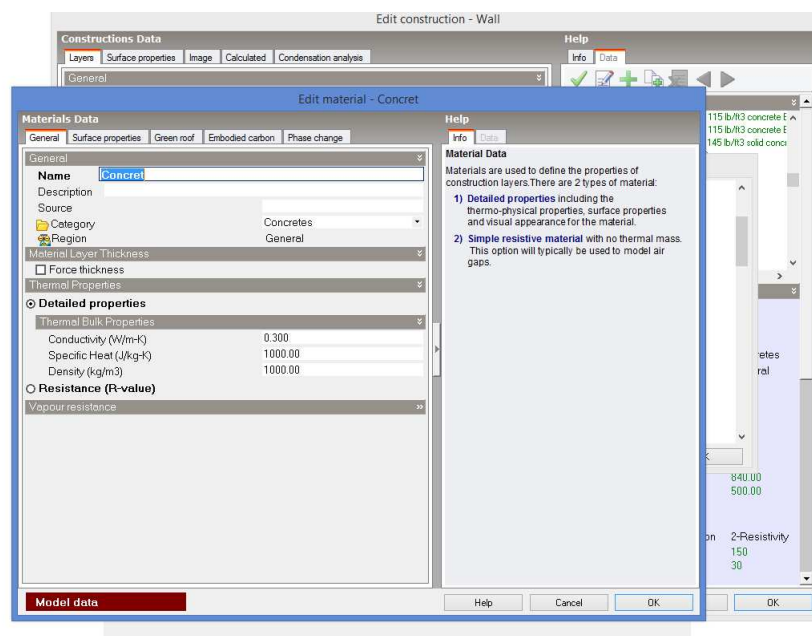 Edit construction - Wall
Constructions Data
Help
Layers Surface properties Image Calculated Condensation analysis
Info Data
General
Edit material - Concret
Materials Data
General Surface properties Green roof Embodied carbon Phase change
General
Name Concret
Description
Source
Category Concretes
Region General
Material Layer Thickness
Force thickness
Thermal Properties
Detailed properties
Thermal Bulk Properties
Conductivity (W/m-K) 0.300
Specific Heat (J/kg-K) 1000.00
Density (kg/m3) 1000.00
Resistance (R-value)
Vapour resistance
Model data
Help
Info Data
Material Data
Materials are used to define the properties of
construction layers.There are 2 types of material:
1) Detailed properties including the
thermo-physical properties, surface properties
and visual appearance for the material.
2) Simple resistive material with no thermal mass.
This option will typically be used to model air
gaps.
Help Cancel OK
115 lb/ft3 concrete
115 lb/ft3 concrete
145 lb/ft3 solid
etes
ral
840.00
500.00
on 2-Resistivity
150
30
OK